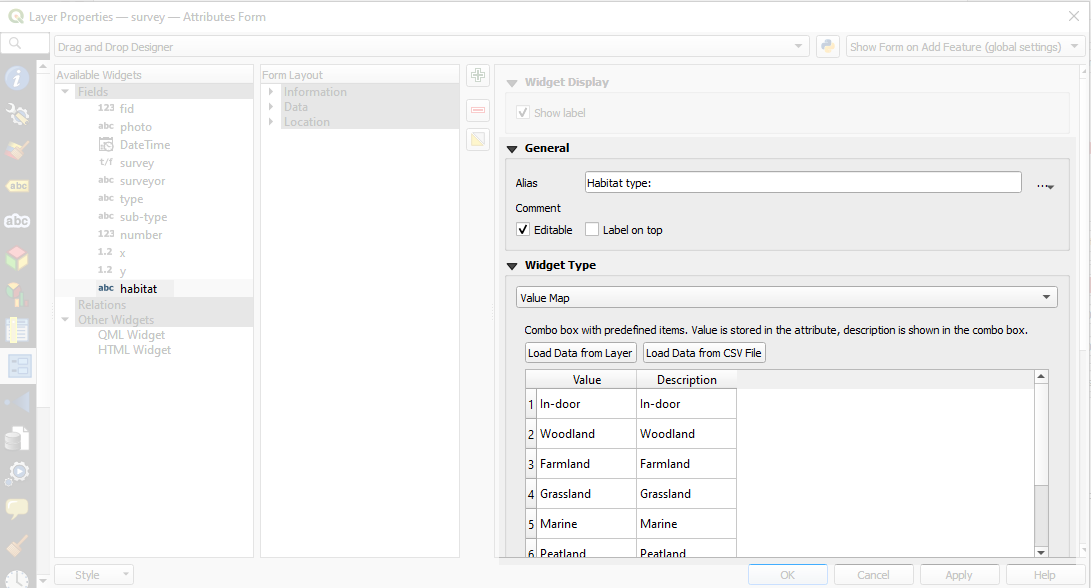 Layer Properties — survey — Attributes Form
Drag and Drop Designer
Show Form on Add Feature (global settings)
Available Widgets
Fields
123 fid
abc photo
DateTime
t/f survey
abc surveyor
abc type
abc sub-type
123 number
1.2 x
1.2 y
abc habitat
Relations
Other Widgets
QML Widget
HTML Widget
Form Layout
Information
Data
Location
Widget Display
Show label
General
Alias
Habitat type:
...
Comment
Editable
Label on top
Widget Type
Value Map
Combo box with predefined items. Value is stored in the attribute, description is shown in the combo box.
Load Data from Layer
Load Data from CSV File
Value Description
1 In-door In-door
2 Woodland Woodland
3 Farmland Farmland
4 Grassland Grassland
5 Marine Marine
6 Peatland Peatland
i
abc
abc
Style
OK
Cancel
Apply
Help